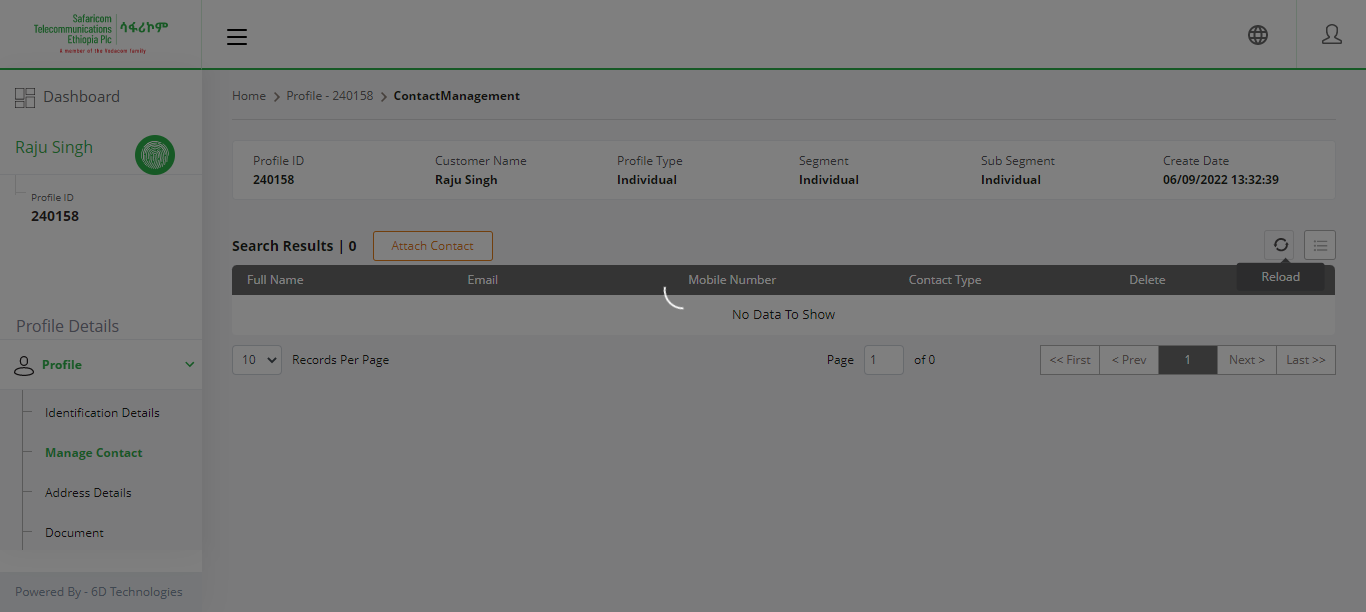 Safaricom
Telecommunications
Ethiopia Plc
ሳፋሪኮም
A member of the Vodacom family
Dashboard
Raju Singh
Profile ID
240158
Profile Details
Profile
Identification Details
Manage Contact
Address Details
Document
Powered By - 6D Technologies
Home > Profile - 240158 > ContactManagement
Profile ID Customer Name Profile Type Segment Sub Segment Create Date
240158 Raju Singh Individual Individual Individual 06/09/2022 13:32:39
Search Results | 0 Attach Contact
Full Name Email Mobile Number Contact Type Delete Reload
No Data To Show
10 Records Per Page Page 1 of 0 << First < Prev 1 Next > Last >>